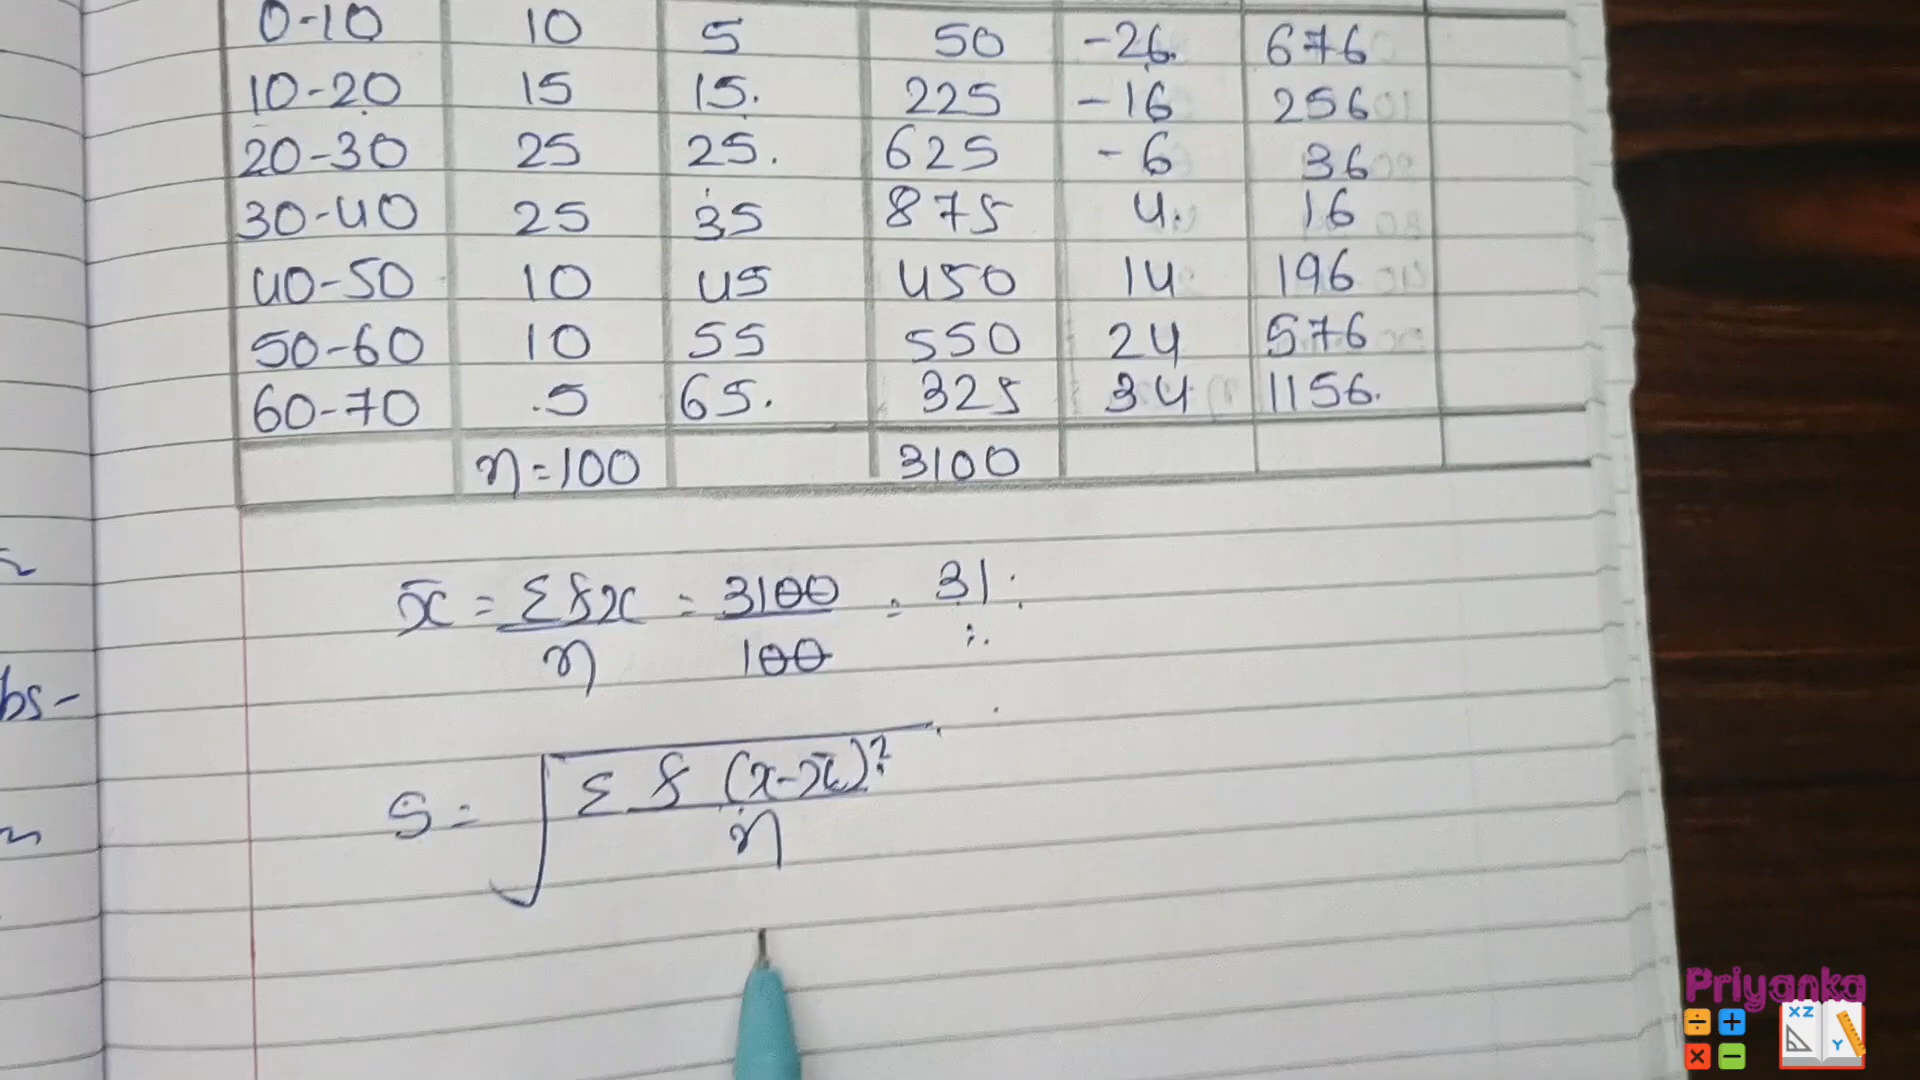 0-10 10 5 50 -26. 676
10-20 15 15. 225 -16 256
20-30 25 25. 625 -6 36
30-40 25 35 875 4. 16
40-50 10 45 450 14 196
50-60 10 55 550 24 576
60-70 .5 65. 325 34 1156.
n=100 3100
x̄ = Σfx / n = 3100 / 100 = 31
S = √(Σ f (x-x̄)² / n)
bs-
Priyanka
÷ + × −
XZ
Y